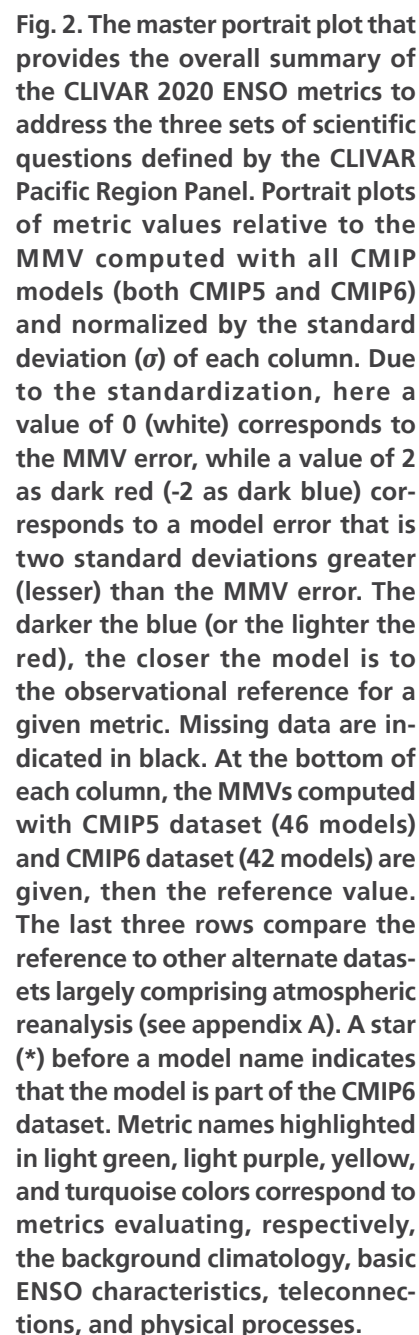 Fig. 2. The master portrait plot that
provides the overall summary of
the CLIVAR 2020 ENSO metrics to
address the three sets of scientific
questions defined by the CLIVAR
Pacific Region Panel. Portrait plots
of metric values relative to the
MMV computed with all CMIP
models (both CMIP5 and CMIP6)
and normalized by the standard
deviation (σ) of each column. Due
to the standardization, here a
value of 0 (white) corresponds to
the MMV error, while a value of 2
as dark red (-2 as dark blue) cor-
responds to a model error that is
two standard deviations greater
(lesser) than the MMV error. The
darker the blue (or the lighter the
red), the closer the model is to
the observational reference for a
given metric. Missing data are in-
dicated in black. At the bottom of
each column, the MMVs computed
with CMIP5 dataset (46 models)
and CMIP6 dataset (42 models) are
given, then the reference value.
The last three rows compare the
reference to other alternate datas-
ets largely comprising atmospheric
reanalysis (see appendix A). A star
(*) before a model name indicates
that the model is part of the CMIP6
dataset. Metric names highlighted
in light green, light purple, yellow,
and turquoise colors correspond to
metrics evaluating, respectively,
the background climatology, basic
ENSO characteristics, teleconnec-
tions, and physical processes.